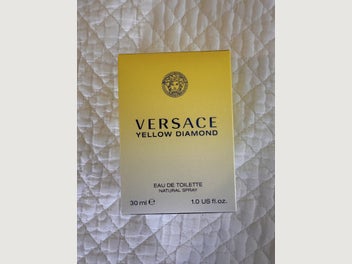 VERSACE
YELLOW DIAMOND
EAU DE TOILETTE
NATURAL SPRAY
30 ml ℮ 1.0 US fl.oz.